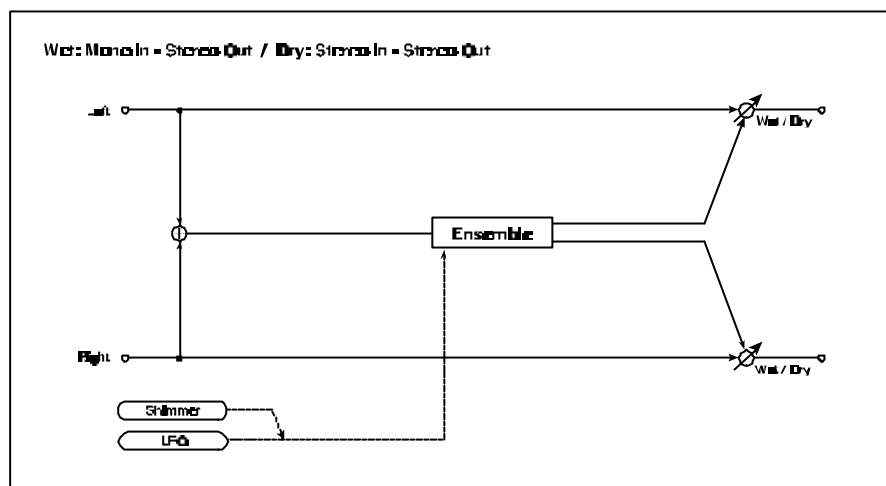 Wet: Mono In - Stereo Out / Dry: Stereo In - Stereo Out
Left
Wet / Dry
Ensemble
Right
Wet / Dry
Shimmer
LFO